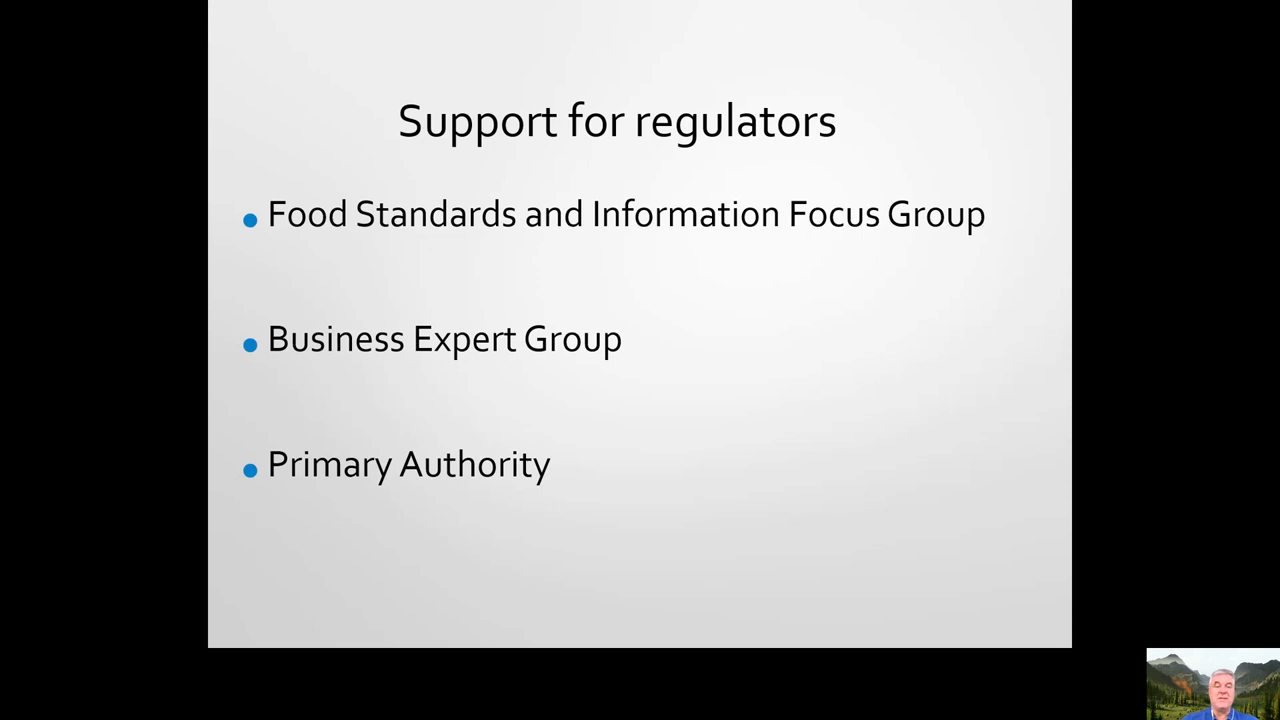 Support for regulators
Food Standards and Information Focus Group
Business Expert Group
Primary Authority